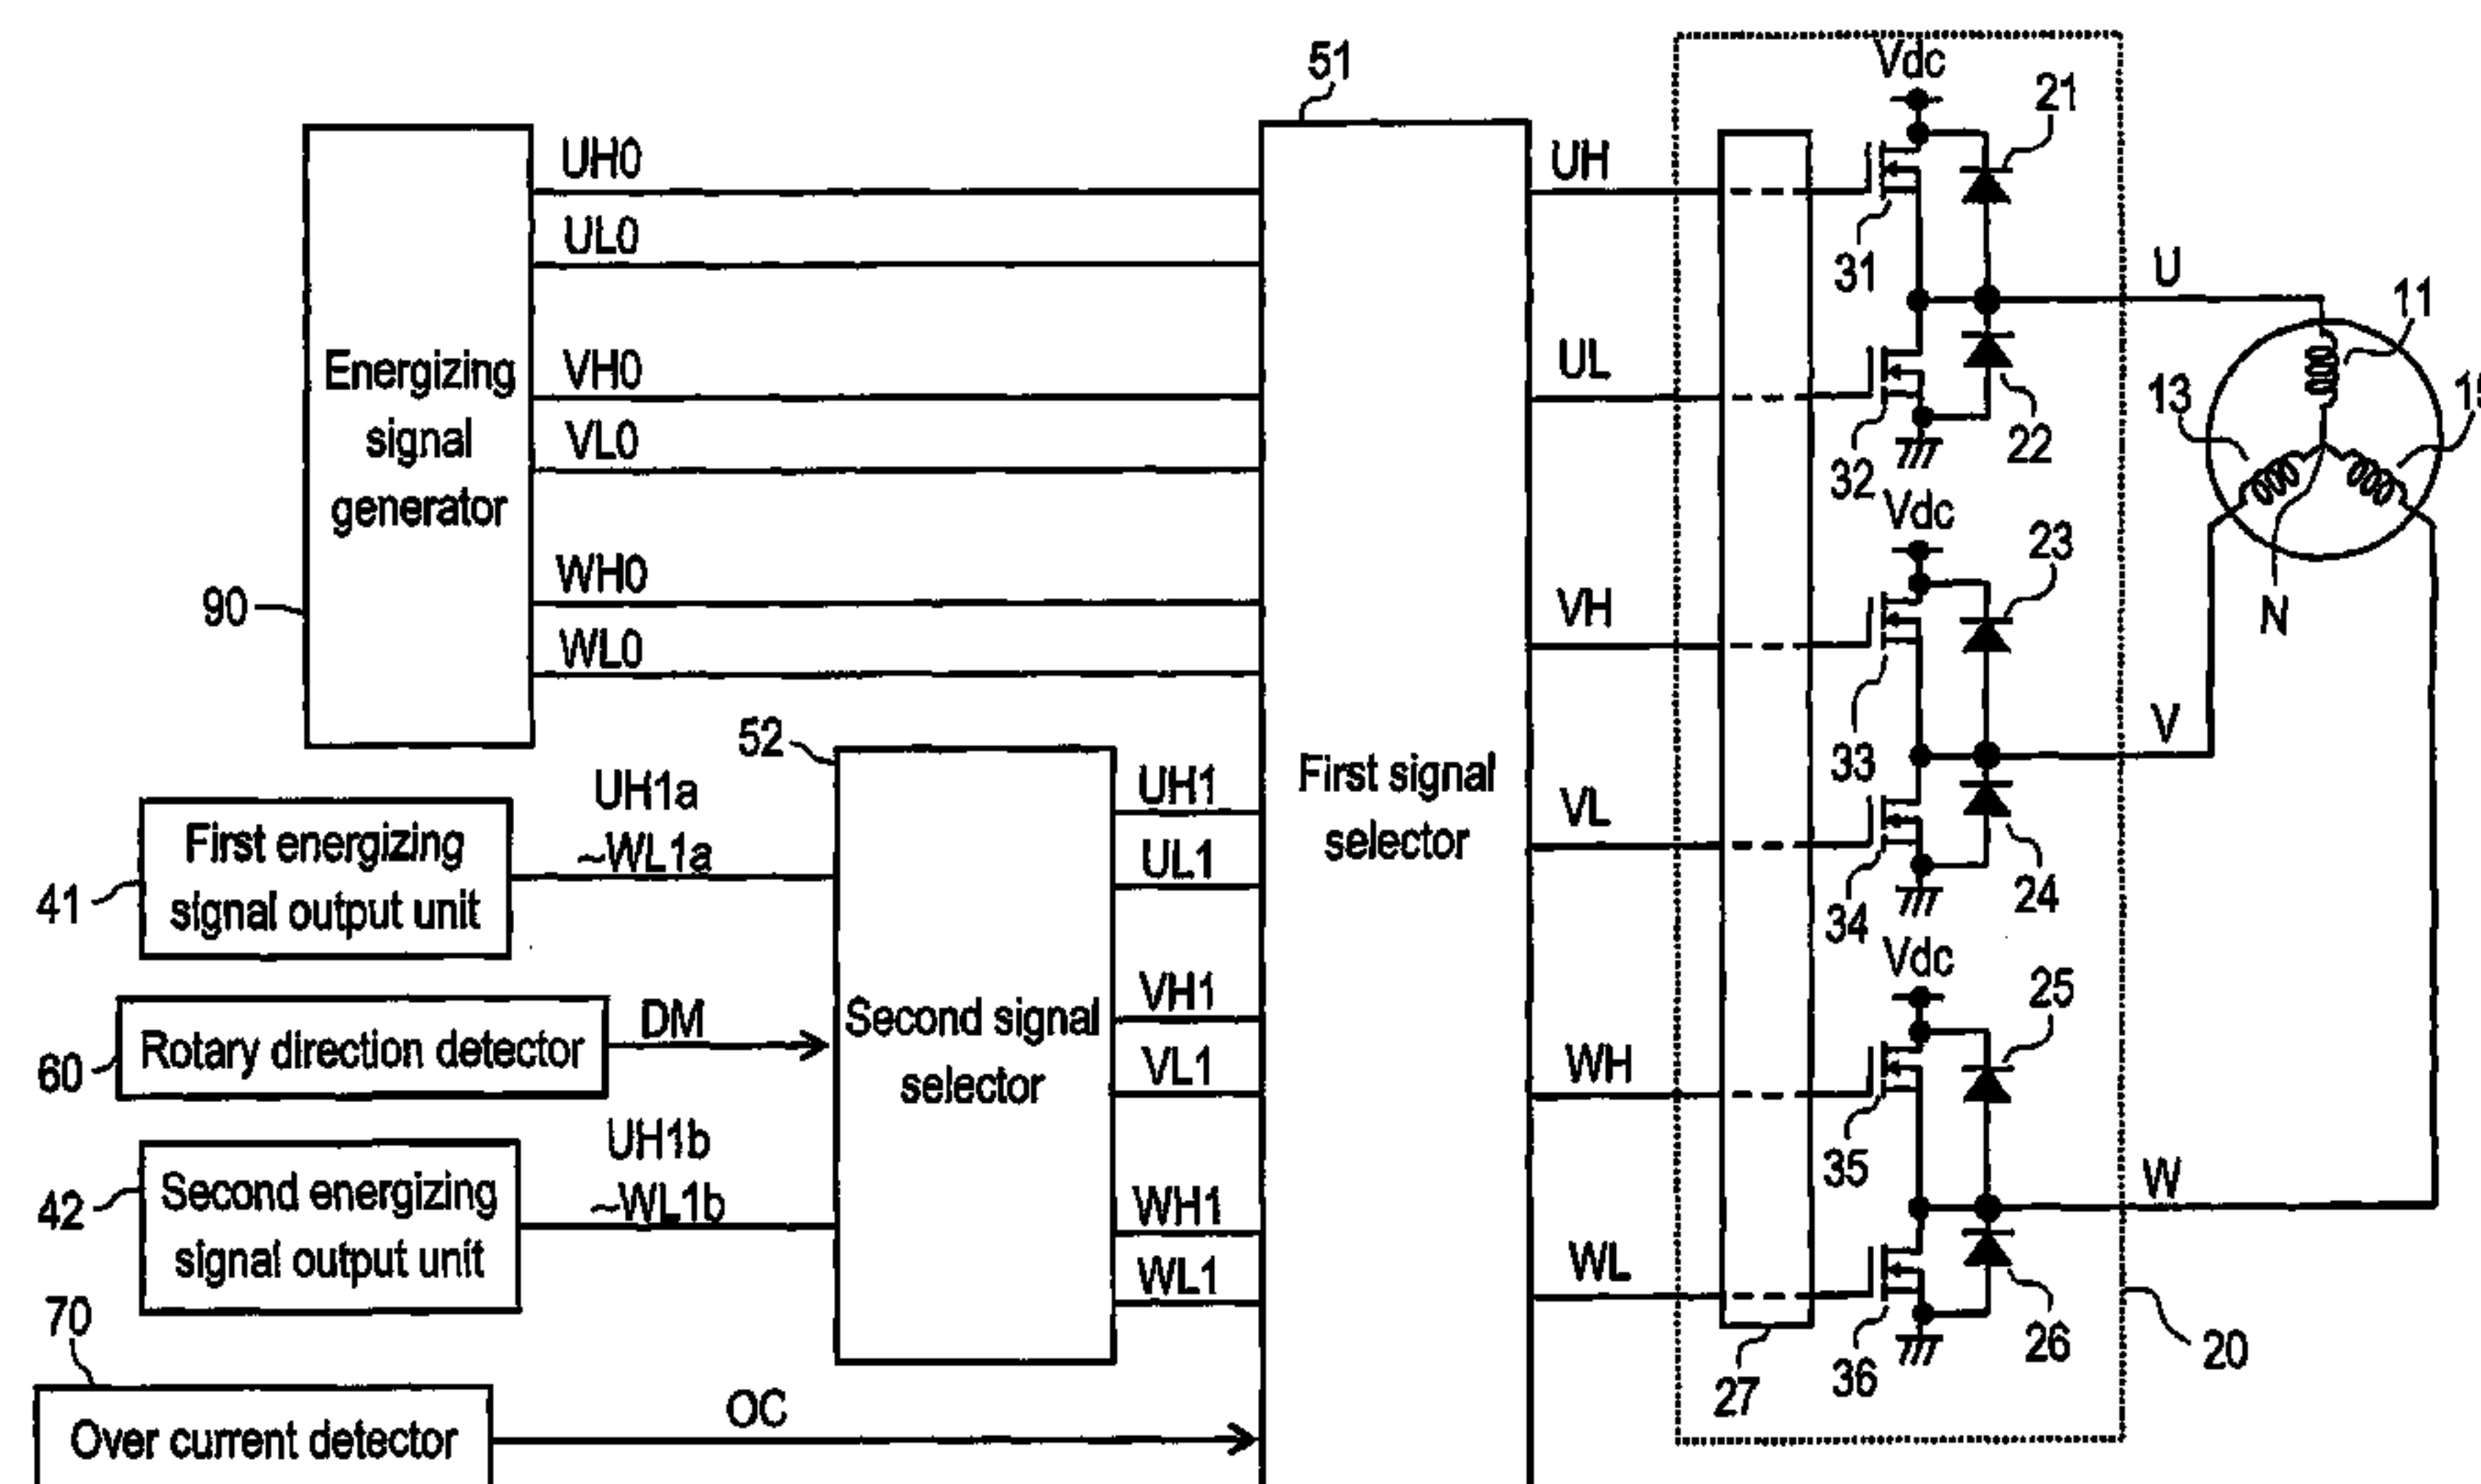 51
Vdc
21
UH0
UH
UL0
31
U
11
Energizing
signal
generator
VH0
UL
13
VL0
32
22
Vdc
23
WH0
VH
N
90
WL0
52
33
V
UH1a
~WL1a
UH1
First signal
selector
VL
First energizing
signal output unit
UL1
41
34
24
Vdc
25
DM
VH1
Rotary direction detector
Second signal
selector
WH
60
VL1
UH1b
~WL1b
35
W
Second energizing
signal output unit
42
WH1
WL
WL1
70
36
26
20
27
OC
Over current detector